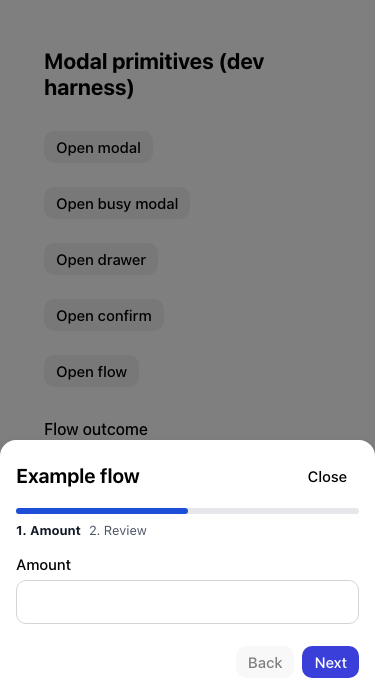 Modal primitives (dev
harness)
Open modal
Open busy modal
Open drawer
Open confirm
Open flow
Flow outcome
Example flow
Close
1. Amount 2. Review
Amount
Back
Next